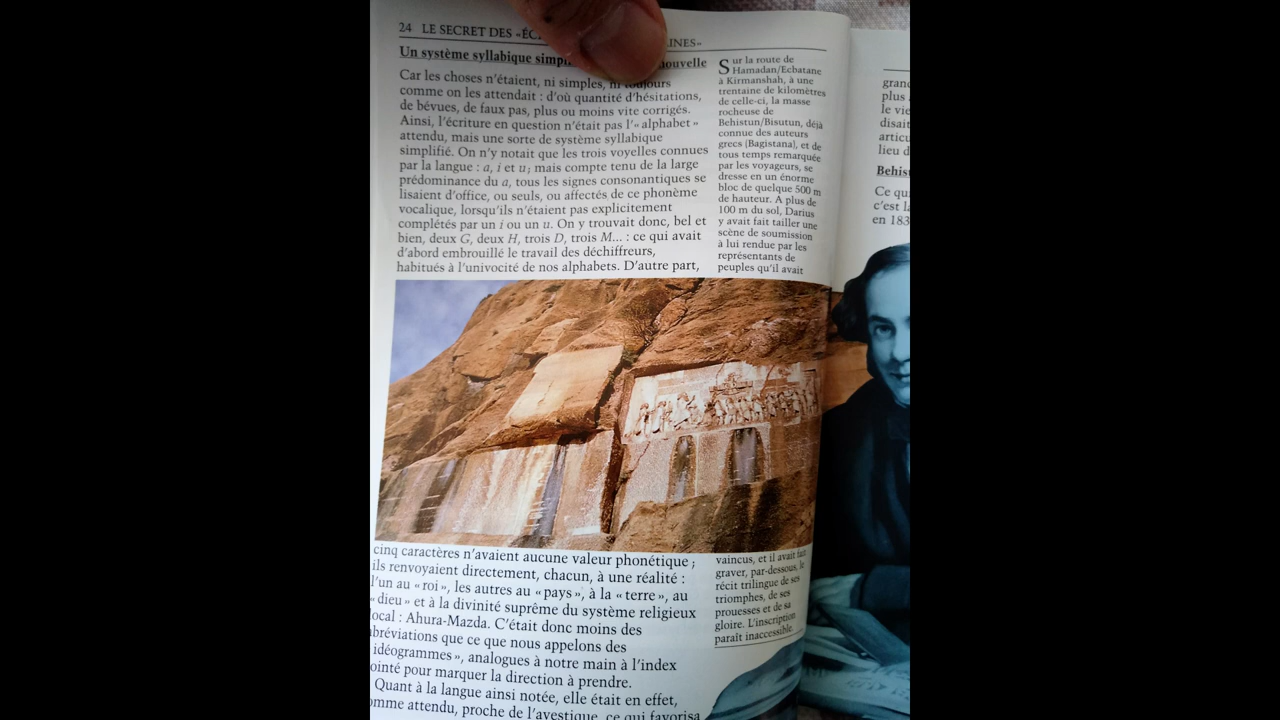 24 LE SECRET DES «ÉC INES»
Un système syllabique simpl nouvelle
Car les choses n'étaient, ni simples, ni toujours
comme on les attendait : d'où quantité d'hésitations,
de bévues, de faux pas, plus ou moins vite corrigés.
Ainsi, l'écriture en question n'était pas l'« alphabet »
attendu, mais une sorte de système syllabique
simplifié. On n'y notait que les trois voyelles connues
par la langue : a, i et u; mais compte tenu de la large
prédominance du a, tous les signes consonantiques se
lisaient d'office, ou seuls, ou affectés de ce phonème
vocalique, lorsqu'ils n'étaient pas explicitement
complétés par un i ou un u. On y trouvait donc, bel et
bien, deux G, deux H, trois D, trois M... : ce qui avait
d'abord embrouillé le travail des déchiffreurs,
habitués à l'univocité de nos alphabets. D'autre part,
cinq caractères n'avaient aucune valeur phonétique ;
ils renvoyaient directement, chacun, à une réalité :
l'un au « roi », les autres au « pays », à la « terre », au
« dieu » et à la divinité suprême du système religieux
local : Ahura-Mazda. C'était donc moins des
abréviations que ce que nous appelons des
idéogrammes », analogues à notre main à l'index
ointé pour marquer la direction à prendre.
Quant à la langue ainsi notée, elle était en effet,
omme attendu, proche de l'avestique, ce qui favorisa
Sur la route de
Hamadan/Ecbatane
à Kirmanshah, à une
trentaine de kilomètres
de celle-ci, la masse
rocheuse de
Behistun/Bisutun, déjà
connue des auteurs
grecs (Bagistana), et de
tous temps remarquée
par les voyageurs, se
dresse en un énorme
bloc de quelque 500 m
de hauteur. A plus de
100 m du sol, Darius
y avait fait tailler une
scène de soumission
à lui rendue par les
représentants de
peuples qu'il avait
vaincus, et il avait fait
graver, par-dessous, le
récit trilingue de ses
triomphes, de ses
prouesses et de sa
gloire. L'inscription
paraît inaccessible.
grand
plus
le vie
disait
articu
lieu d
Behist
Ce qu
c'est la
en 183